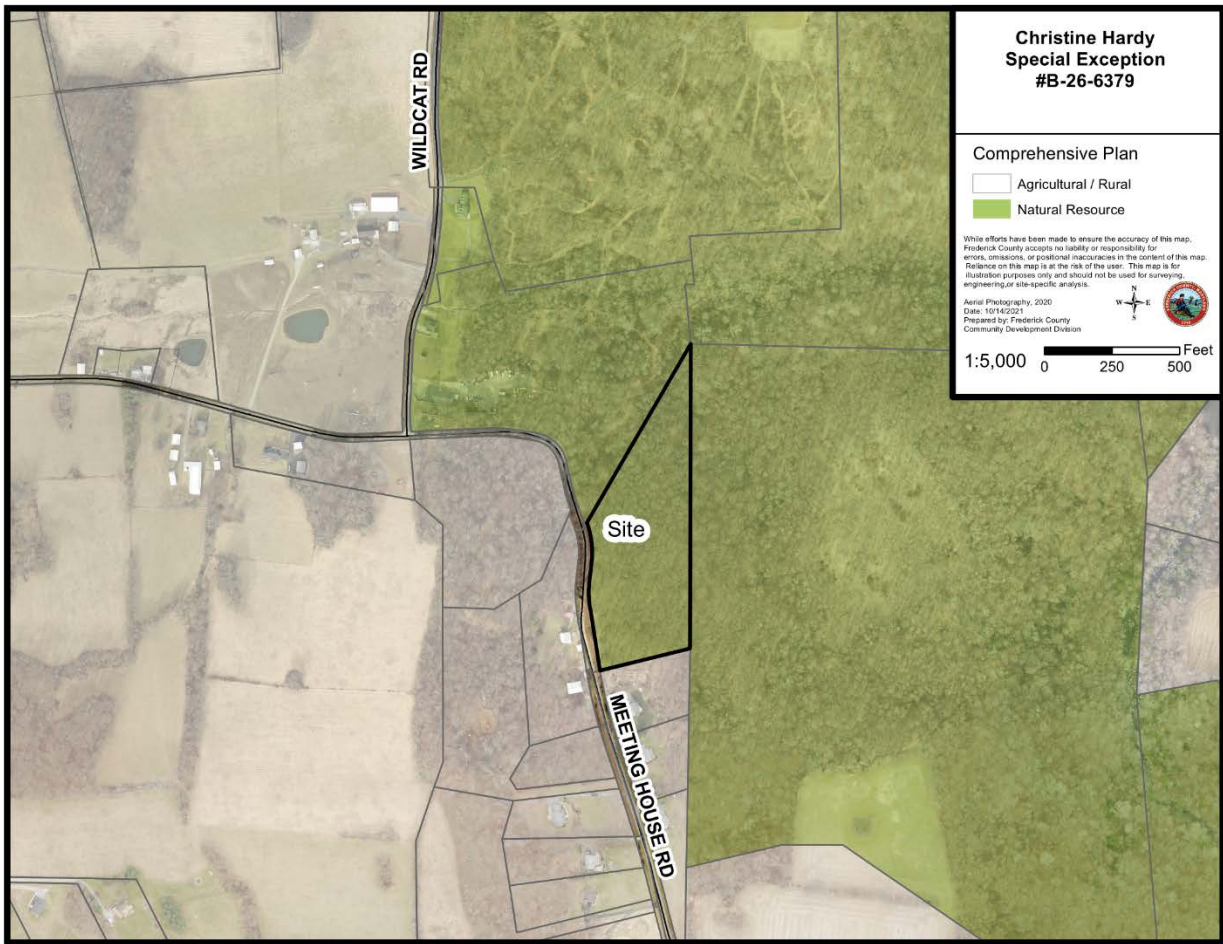 Christine Hardy
Special Exception
#B-26-6379
Comprehensive Plan
Agricultural / Rural
Natural Resource
While efforts have been made to ensure the accuracy of this map,
Frederick County accepts no liability or responsibility for
errors, omissions, or positional inaccuracies in the content of this map.
Reliance on this map is at the risk of the user. This map is for
illustration purposes only and should not be used for surveying,
engineering,or site-specific analysis.
Aerial Photography, 2020
Date: 10/14/2021
Prepared by: Frederick County
Community Development Division
N
W E
S
1:5,000
Feet
0 250 500
WILDCAT RD
Site
MEETING HOUSE RD